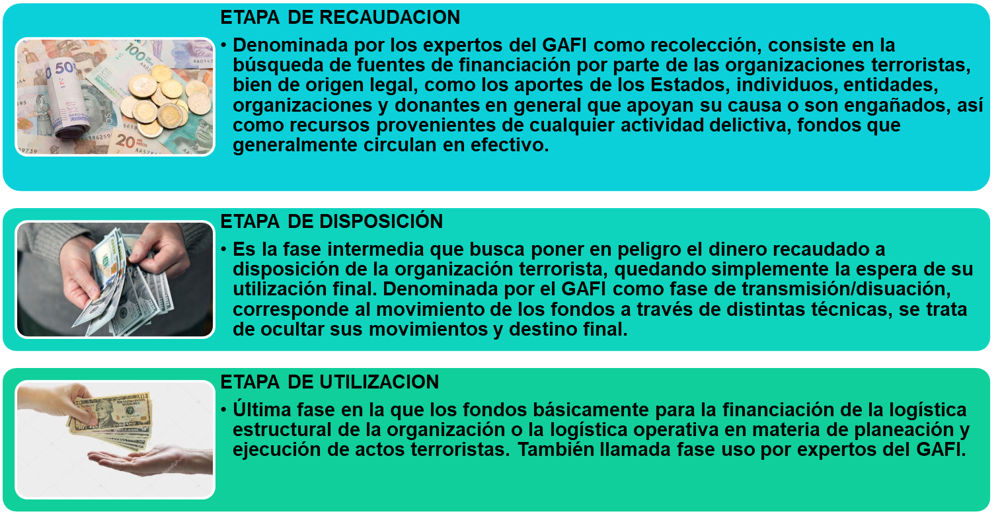 ETAPA DE RECAUDACION
• Denominada por los expertos del GAFI como recolección, consiste en la
búsqueda de fuentes de financiación por parte de las organizaciones terroristas,
bien de origen legal, como los aportes de los Estados, individuos, entidades,
organizaciones y donantes en general que apoyan su causa o son engañados, así
como recursos provenientes de cualquier actividad delictiva, fondos que
generalmente circulan en efectivo.
ETAPA DE DISPOSICIÓN
• Es la fase intermedia que busca poner en peligro el dinero recaudado a
disposición de la organización terrorista, quedando simplemente la espera de su
utilización final. Denominada por el GAFI como fase de transmisión/disuación,
corresponde al movimiento de los fondos a través de distintas técnicas, se trata
de ocultar sus movimientos y destino final.
ETAPA DE UTILIZACION
• Última fase en la que los fondos básicamente para la financiación de la logística
estructural de la organización o la logística operativa en materia de planeación y
ejecución de actos terroristas. También llamada fase uso por expertos del GAFI.